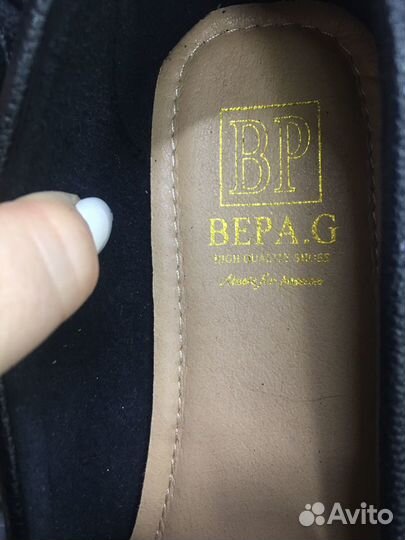 BP
BEPA.G
HIGH QUALITY SHOES
Avito